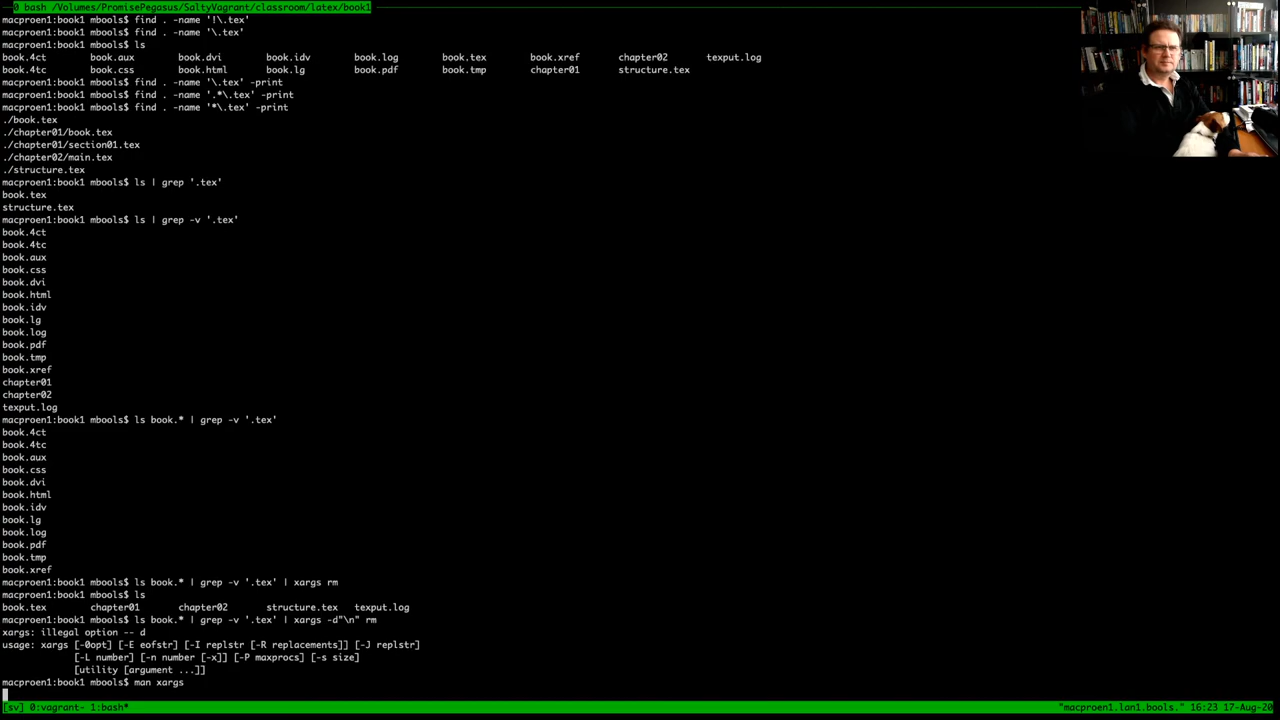 0 bash /Volumes/PromisePegasus/SaltyVagrant/classroom/latex/book1
macproen1:book1 mbools$ find . -name '!\.tex'
macproen1:book1 mbools$ find . -name '\.tex'
macproen1:book1 mbools$ ls
book.4ct book.aux book.dvi book.idv book.log book.tex book.xref chapter02 texput.log
book.4tc book.css book.html book.lg book.pdf book.tmp chapter01 structure.tex
macproen1:book1 mbools$ find . -name '\.tex' -print
macproen1:book1 mbools$ find . -name '.*\.tex' -print
macproen1:book1 mbools$ find . -name '*\.tex' -print
./book.tex
./chapter01/book.tex
./chapter01/section01.tex
./chapter02/main.tex
./structure.tex
macproen1:book1 mbools$ ls | grep '.tex'
book.tex
structure.tex
macproen1:book1 mbools$ ls | grep -v '.tex'
book.4ct
book.4tc
book.aux
book.css
book.dvi
book.html
book.idv
book.lg
book.log
book.pdf
book.tmp
book.xref
chapter01
chapter02
texput.log
macproen1:book1 mbools$ ls book.* | grep -v '.tex'
book.4ct
book.4tc
book.aux
book.css
book.dvi
book.html
book.idv
book.lg
book.log
book.pdf
book.tmp
book.xref
macproen1:book1 mbools$ ls book.* | grep -v '.tex' | xargs rm
macproen1:book1 mbools$ ls
book.tex chapter01 chapter02 structure.tex texput.log
macproen1:book1 mbools$ ls book.* | grep -v '.tex' | xargs -d"\n" rm
xargs: illegal option -- d
usage: xargs [-0opt] [-E eofstr] [-I replstr [-R replacements]] [-J replstr]
[-L number] [-n number [-x]] [-P maxprocs] [-s size]
[utility [argument ...]]
macproen1:book1 mbools$ man xargs
[sv] 0:vagrant- 1:bash* "macproen1.lan1.bools." 16:23 17-Aug-20